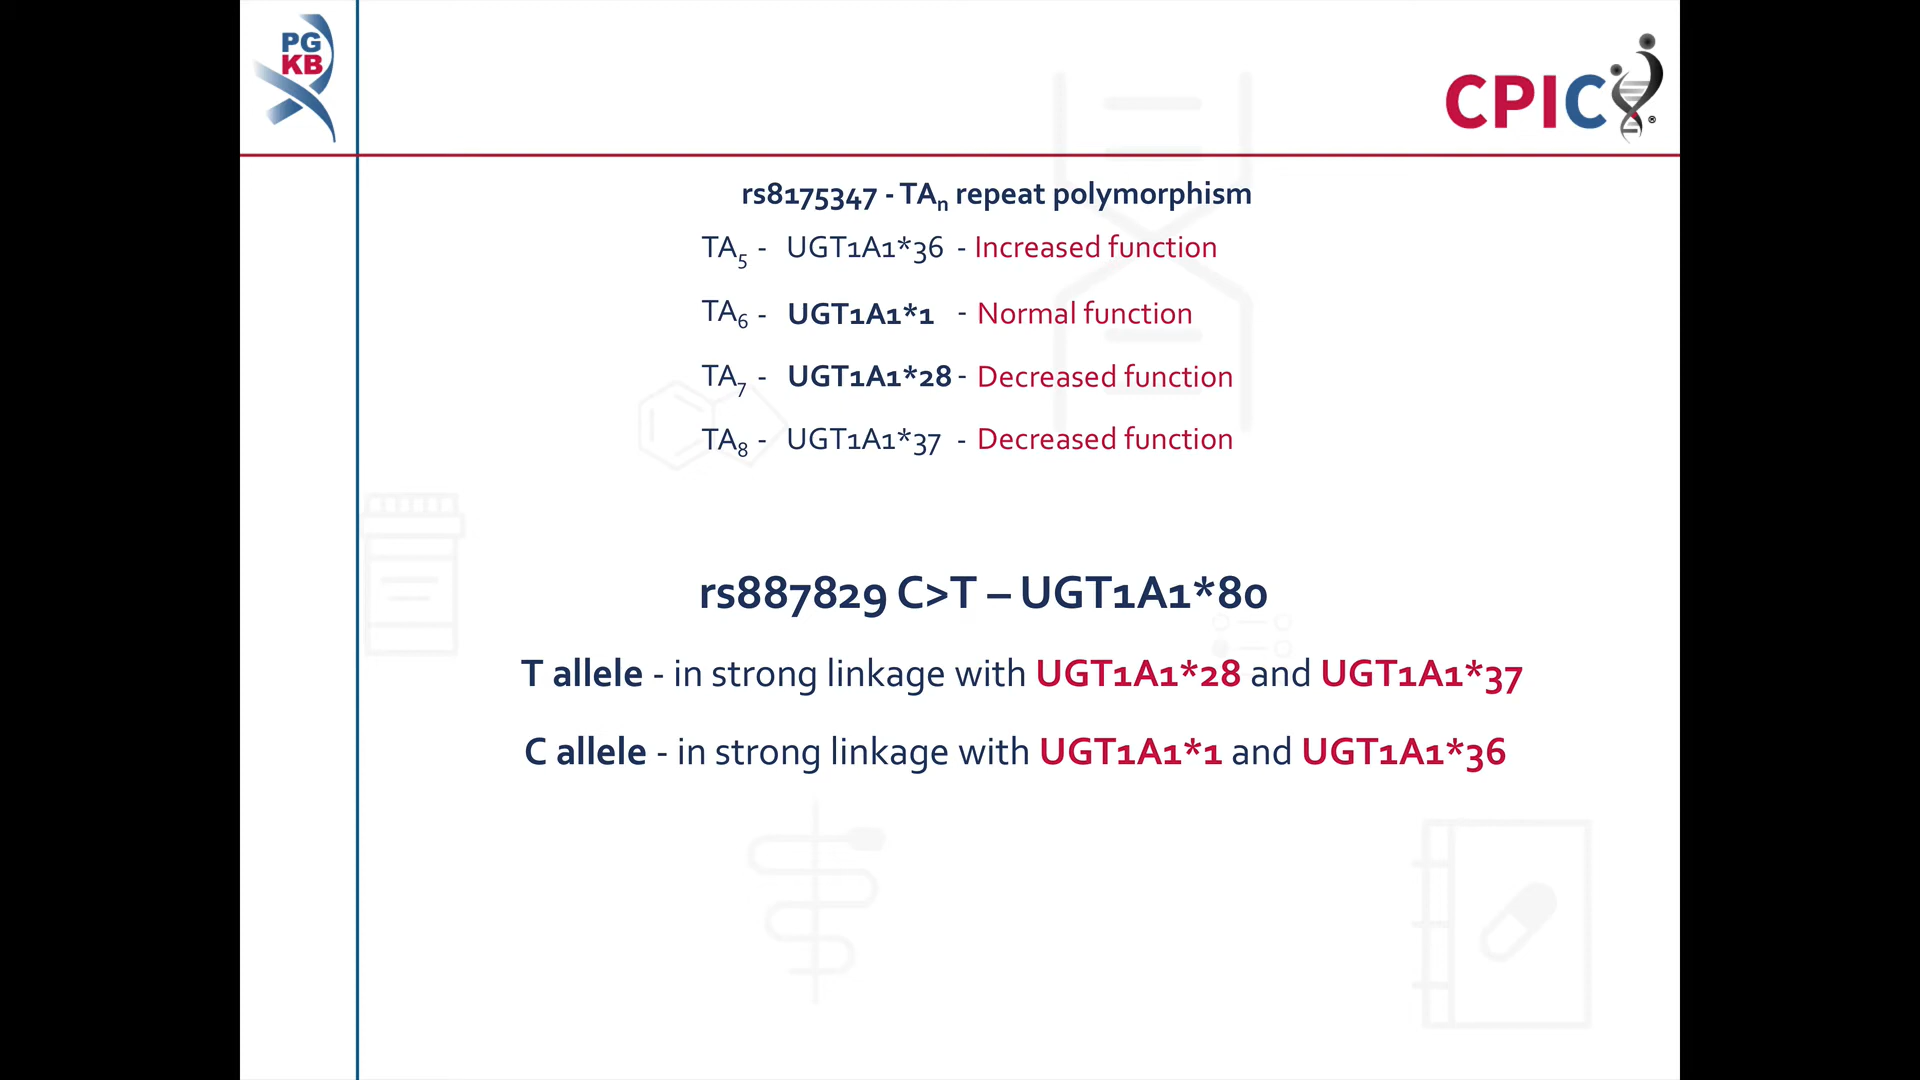 PG
KB
CPIC®
rs8175347 - TAn repeat polymorphism
TA5 - UGT1A1*36 - Increased function
TA6 - UGT1A1*1 - Normal function
TA7 - UGT1A1*28 - Decreased function
TA8 - UGT1A1*37 - Decreased function
rs887829 C>T – UGT1A1*80
T allele - in strong linkage with UGT1A1*28 and UGT1A1*37
C allele - in strong linkage with UGT1A1*1 and UGT1A1*36